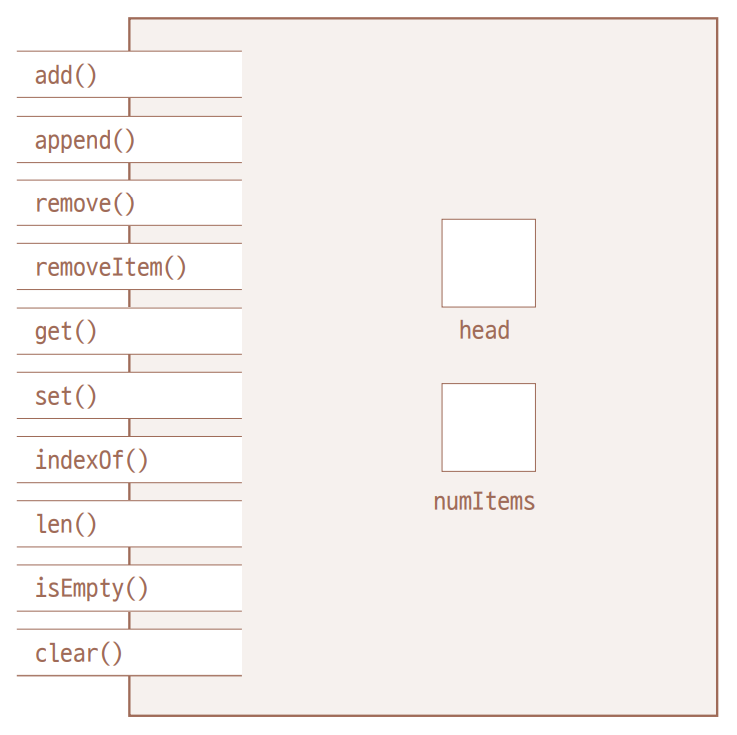 add()
append()
remove()
removeItem()
get()
set()
indexOf()
len()
isEmpty()
clear()
head
numItems